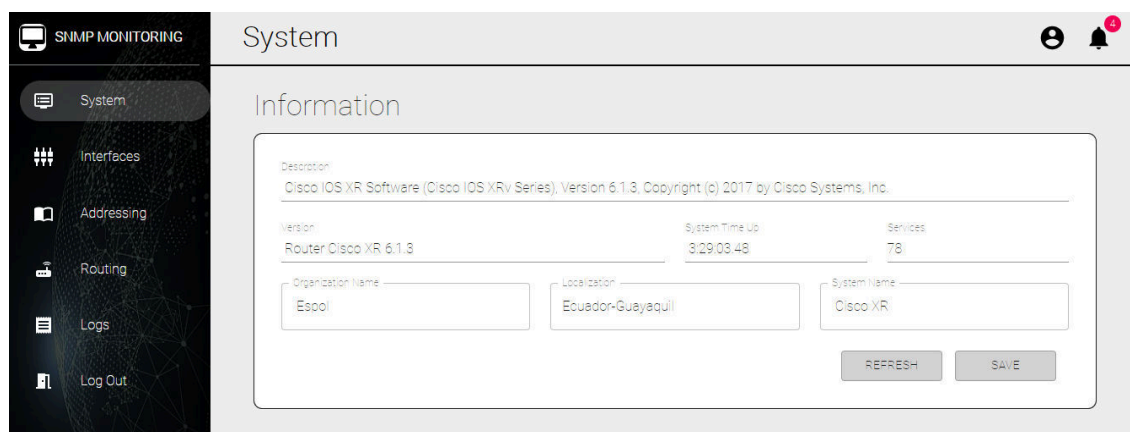 SNMP MONITORING
System
4
System
Interfaces
Addressing
Routing
Logs
Log Out
Information
Description
Cisco IOS XR Software (Cisco IOS XRv Series), Version 6.1.3, Copyright (c) 2017 by Cisco Systems, Inc.
Version
System Time Up
Services
Router Cisco XR 6.1.3
3:29:03.48
78
Organization Name
Localization
System Name
Espol
Ecuador-Guayaquil
Cisco XR
REFRESH
SAVE